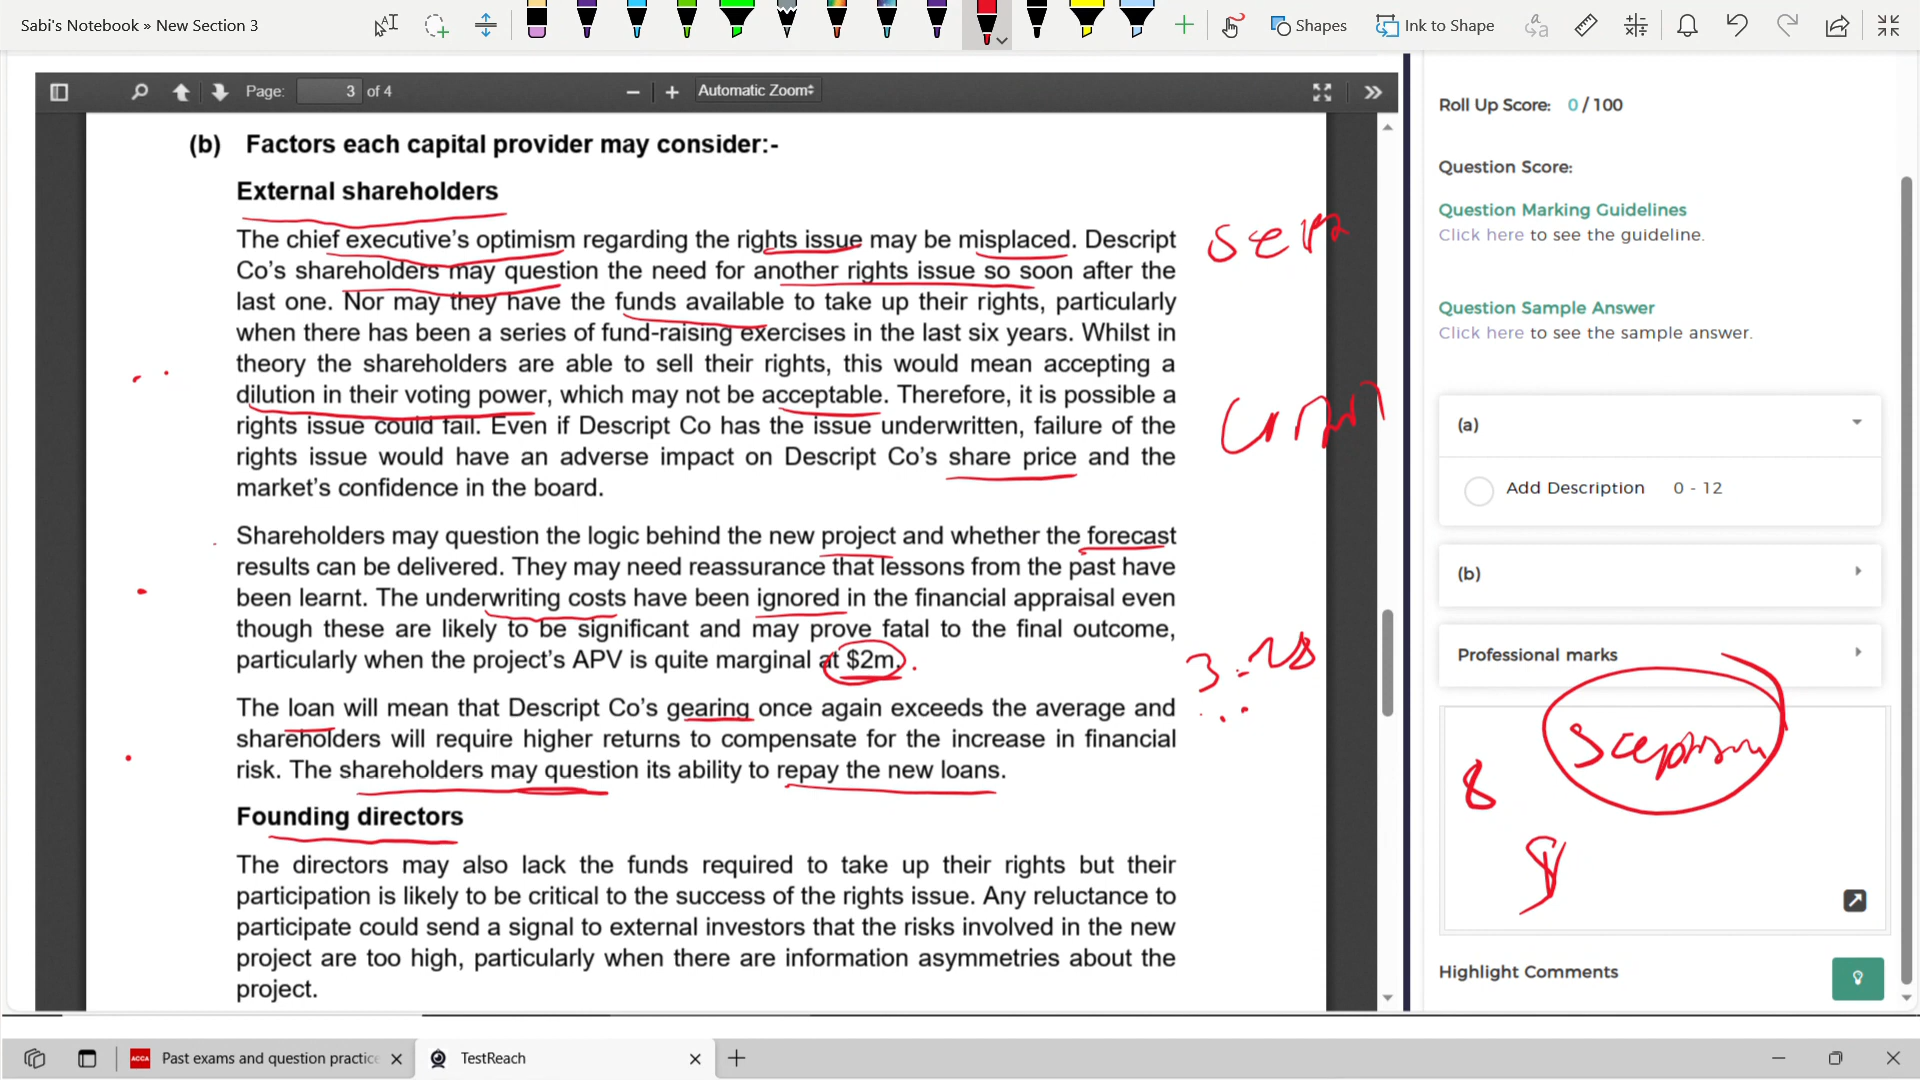 Sabi's Notebook » New Section 3
Shapes
Ink to Shape
Page: 3 of 4
Automatic Zoom
(b) Factors each capital provider may consider:-
External shareholders
The chief executive's optimism regarding the rights issue may be misplaced. Descript
Co's shareholders may question the need for another rights issue so soon after the
last one. Nor may they have the funds available to take up their rights, particularly
when there has been a series of fund-raising exercises in the last six years. Whilst in
theory the shareholders are able to sell their rights, this would mean accepting a
dilution in their voting power, which may not be acceptable. Therefore, it is possible a
rights issue could fail. Even if Descript Co has the issue underwritten, failure of the
rights issue would have an adverse impact on Descript Co's share price and the
market's confidence in the board.
Shareholders may question the logic behind the new project and whether the forecast
results can be delivered. They may need reassurance that lessons from the past have
been learnt. The underwriting costs have been ignored in the financial appraisal even
though these are likely to be significant and may prove fatal to the final outcome,
particularly when the project's APV is quite marginal at $2m.
The loan will mean that Descript Co's gearing once again exceeds the average and
shareholders will require higher returns to compensate for the increase in financial
risk. The shareholders may question its ability to repay the new loans.
Founding directors
The directors may also lack the funds required to take up their rights but their
participation is likely to be critical to the success of the rights issue. Any reluctance to
participate could send a signal to external investors that the risks involved in the new
project are too high, particularly when there are information asymmetries about the
project.
Roll Up Score: 0 / 100
Question Score:
Question Marking Guidelines
Click here to see the guideline.
Question Sample Answer
Click here to see the sample answer.
(a)
Add Description 0 - 12
(b)
Professional marks
8
Highlight Comments
ACCA
Past exams and question practice
TestReach